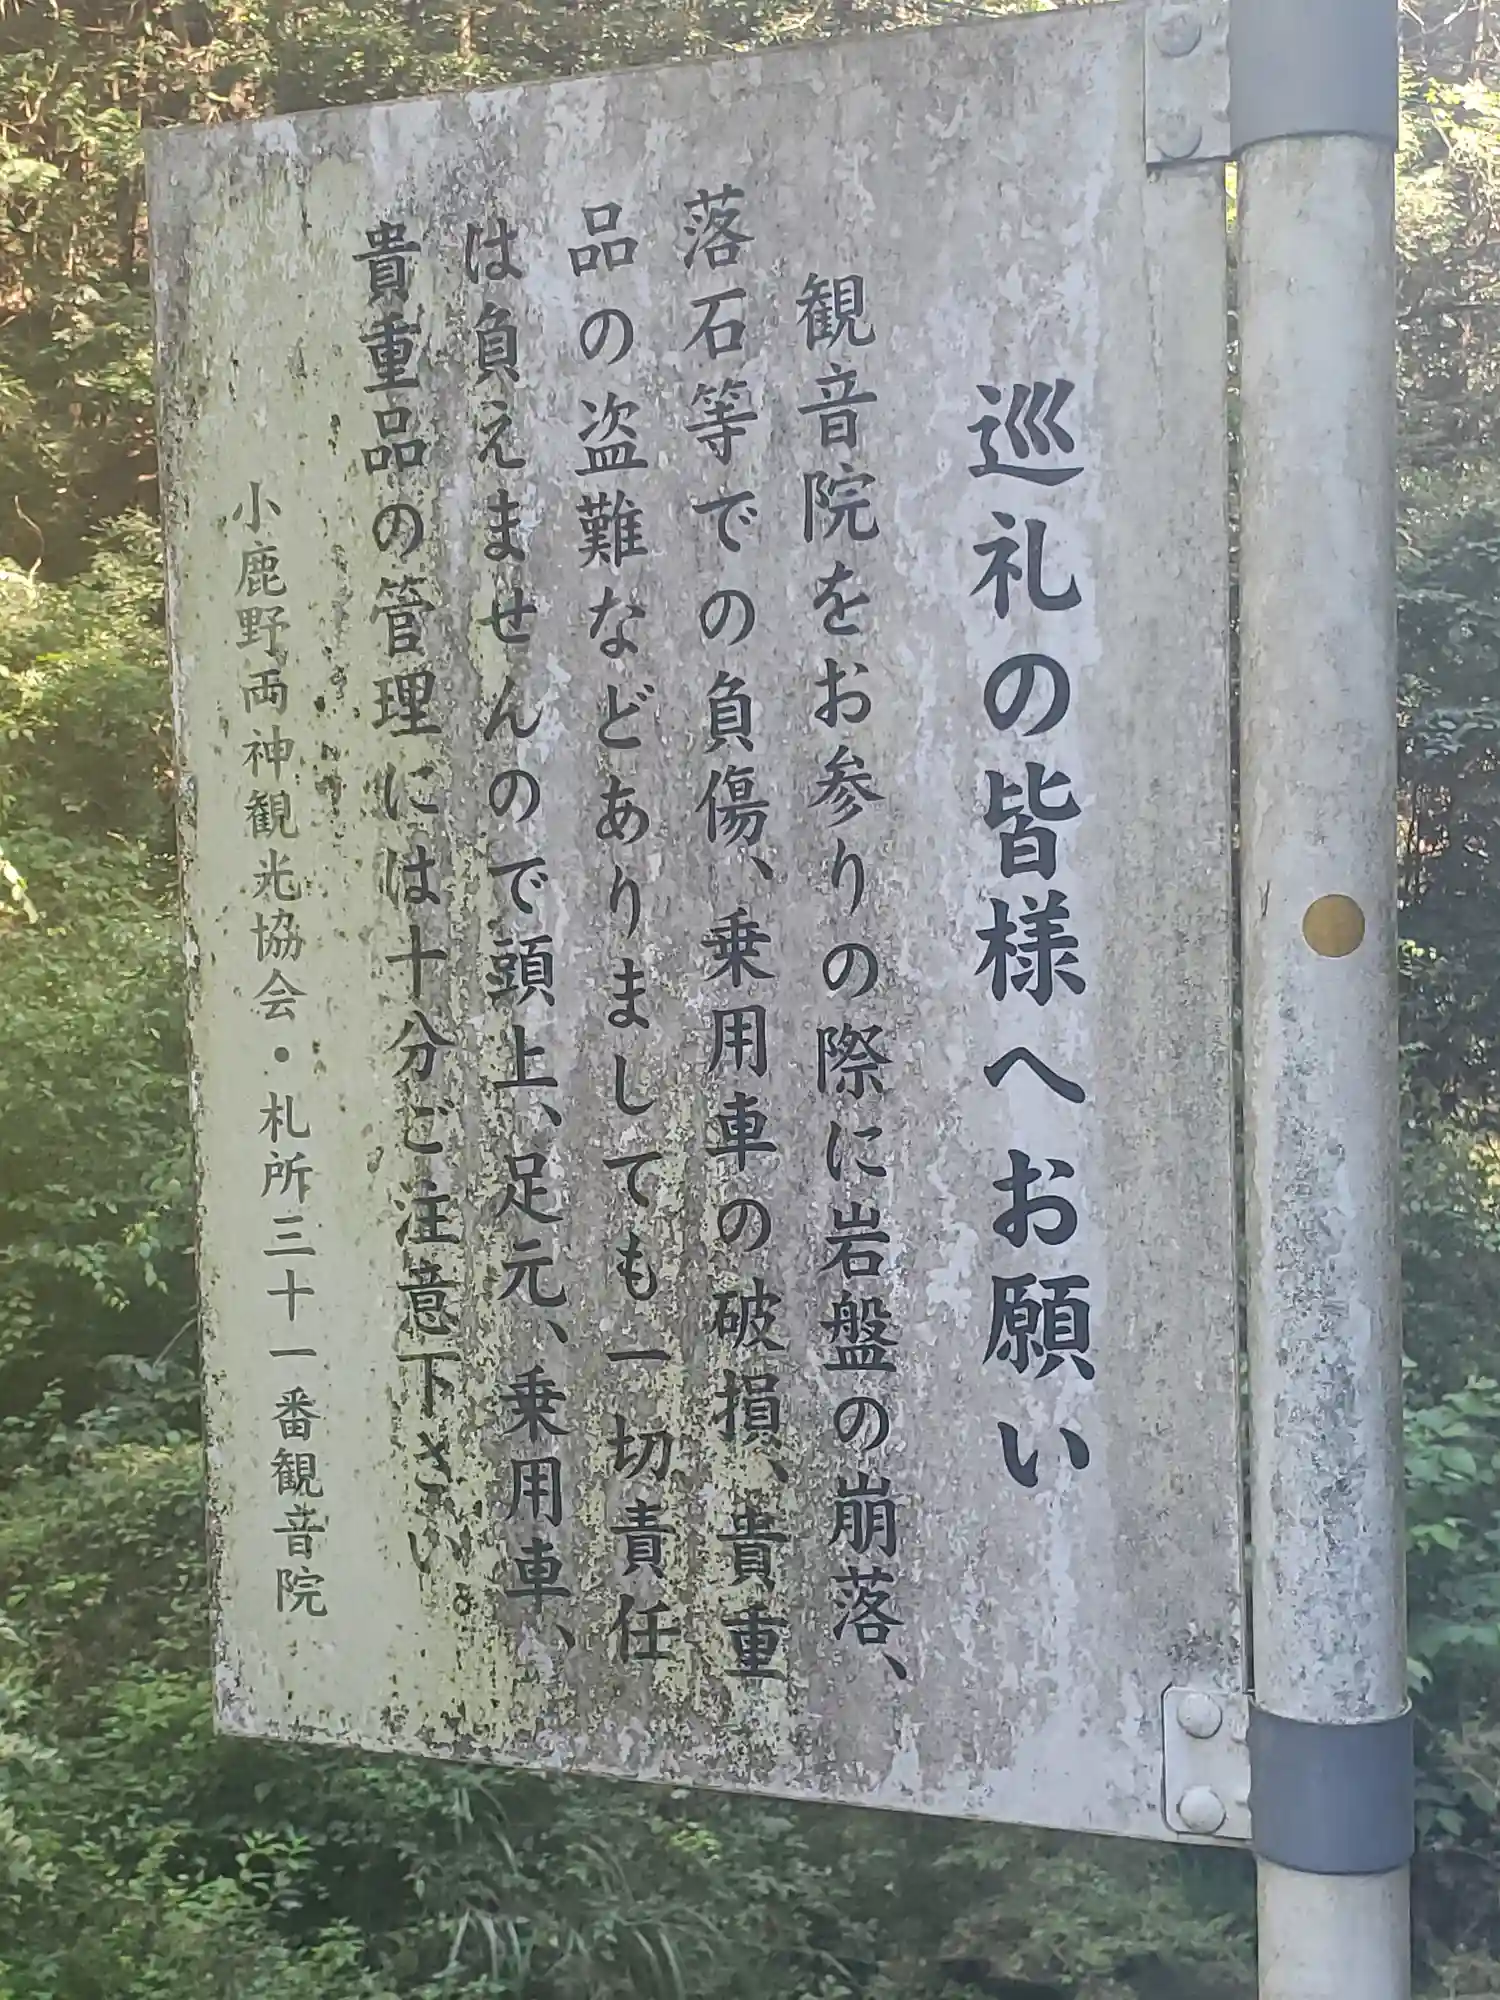 巡礼の皆様へお願い
観音院をお参りの際に岩盤の崩落、
落石等での負傷、乗用車の破損、貴重
品の盗難などありましても一切責任
は負えませんので頭上、足元、乗用車、
貴重品の管理には十分ご注意下さい。
小鹿野両神観光協会・札所三十一番観音院